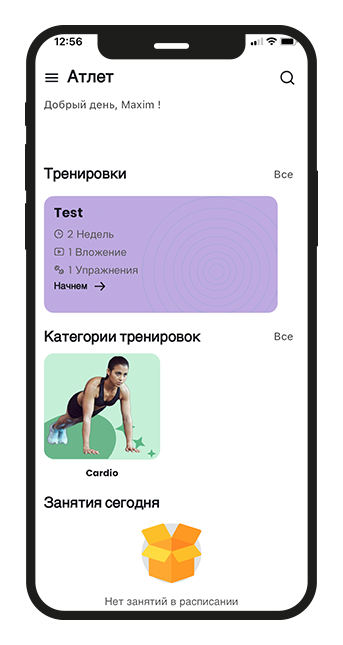 12:56
Атлет
Добрый день, Maxim !
Тренировки
Все
Test
2 Недель
1 Вложение
1 Упражнения
Начнем
Категории тренировок
Все
Cardio
Занятия сегодня
Нет занятий в расписании